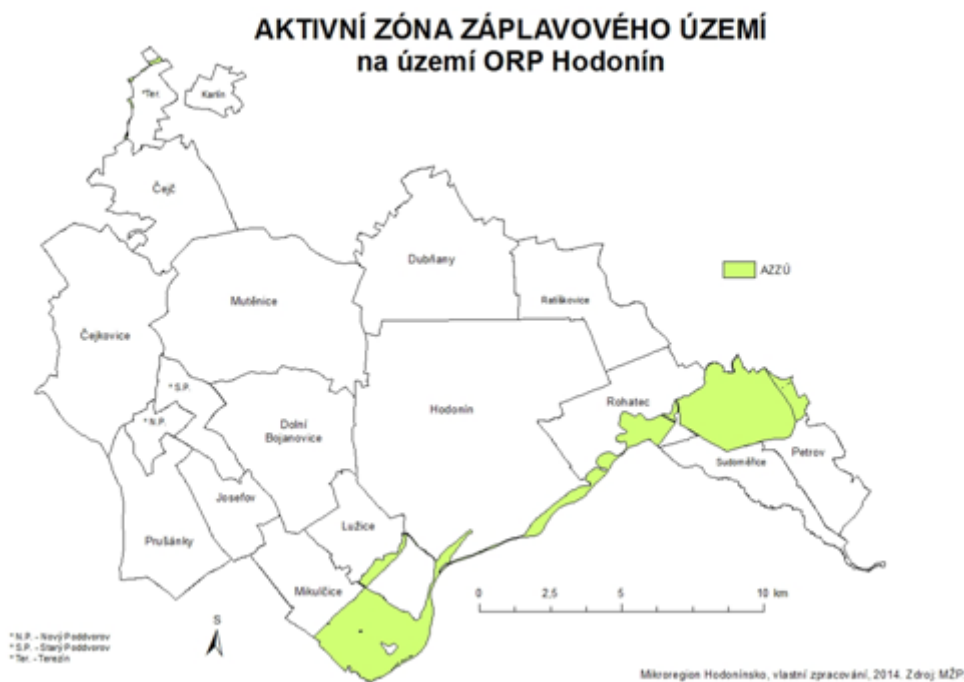 AKTIVNÍ ZÓNA ZÁPLAVOVÉHO ÚZEMÍ
na území ORP Hodonín
*Ter.
Karlín
Čejč
Dubňany
AZZÚ
Ratíškovice
Mutěnice
Čejkovice
* S.P.
Rohatec
Hodonín
* N.P.
Dolní
Bojanovice
Petrov
Sudoměřice
Josefov
Lužice
Prušánky
Mikulčice
0 2,5 5 10 km
S
* N.P. - Nový Poddvorov
* S.P. - Starý Poddvorov
* Ter. - Terezín
Mikroregion Hodonínsko, vlastní zpracování, 2014. Zdroj: MŽP